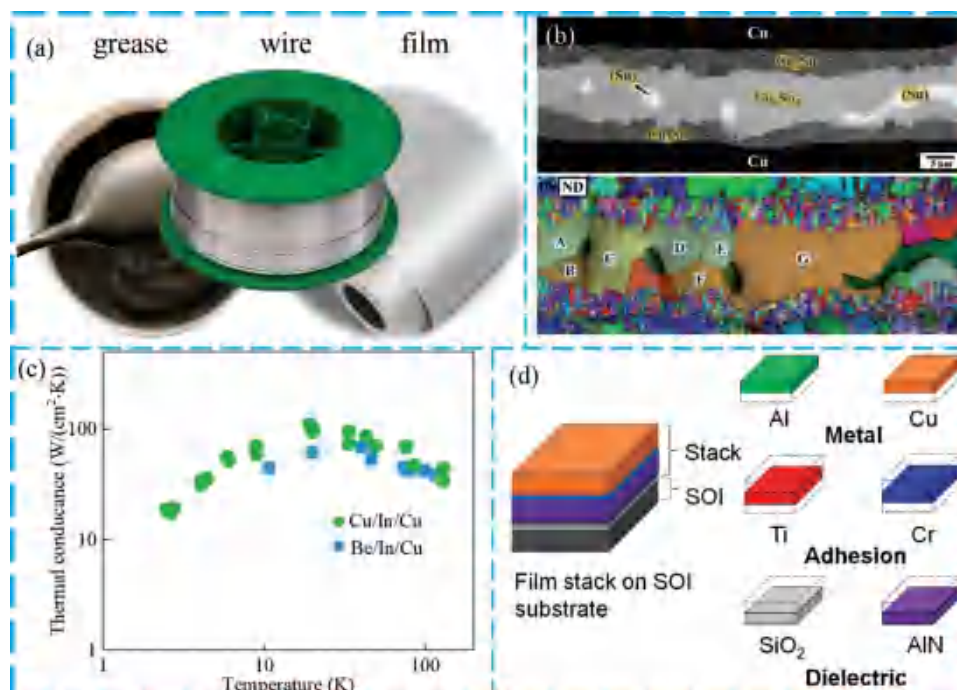 (a)
grease wire film
(b)
Cu
(Sn)
(Sn)
Cu
ND
A
B
C
D
E
F
G
(c)
Thermal conductance (W/(cm²·K))
100
10
1
Cu/In/Cu
Be/In/Cu
1 10 100
Temperature (K)
(d)
Al Cu
Metal
Stack
SOI
Ti Cr
Adhesion
Film stack on SOI
substrate
SiO₂ AlN
Dielectric